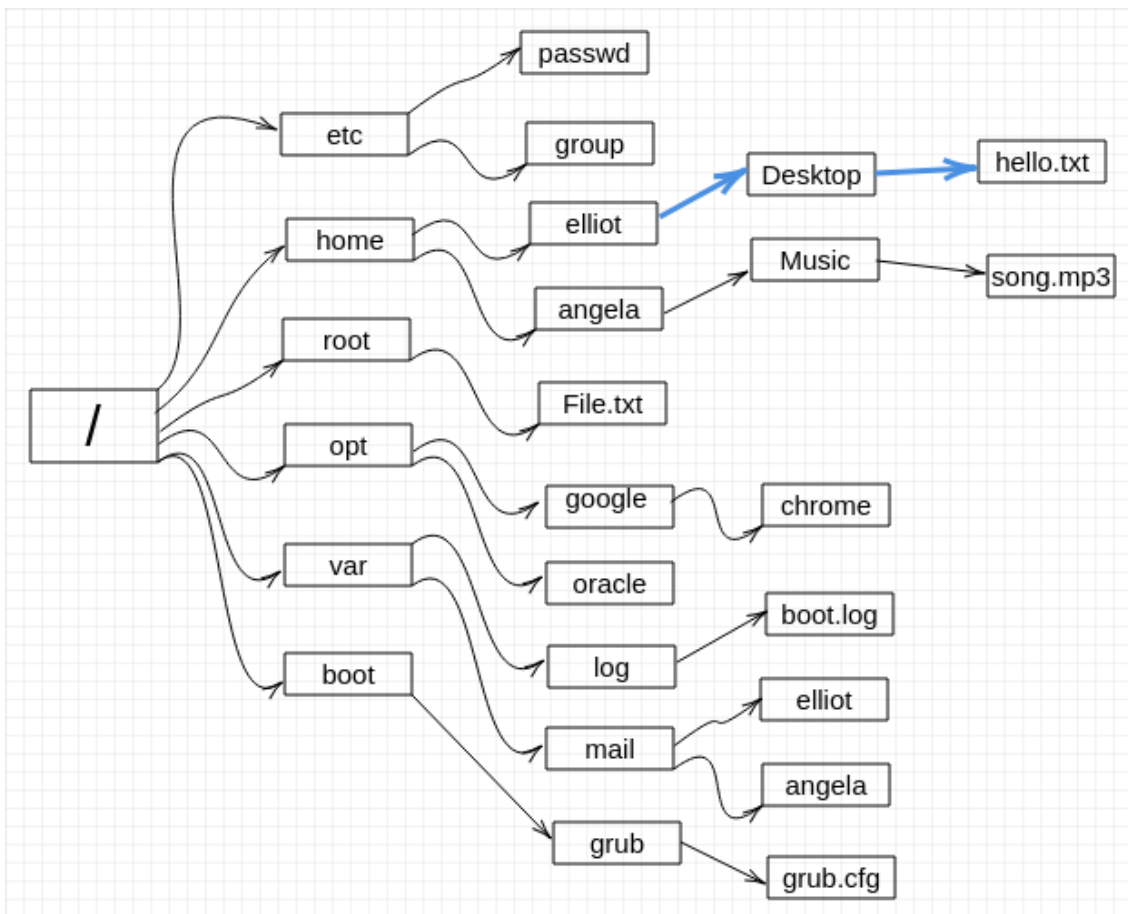 passwd
etc
group
hello.txt
Desktop
elliot
home
Music
song.mp3
angela
root
File.txt
/
opt
google
chrome
var
oracle
boot.log
log
boot
elliot
mail
angela
grub
grub.cfg